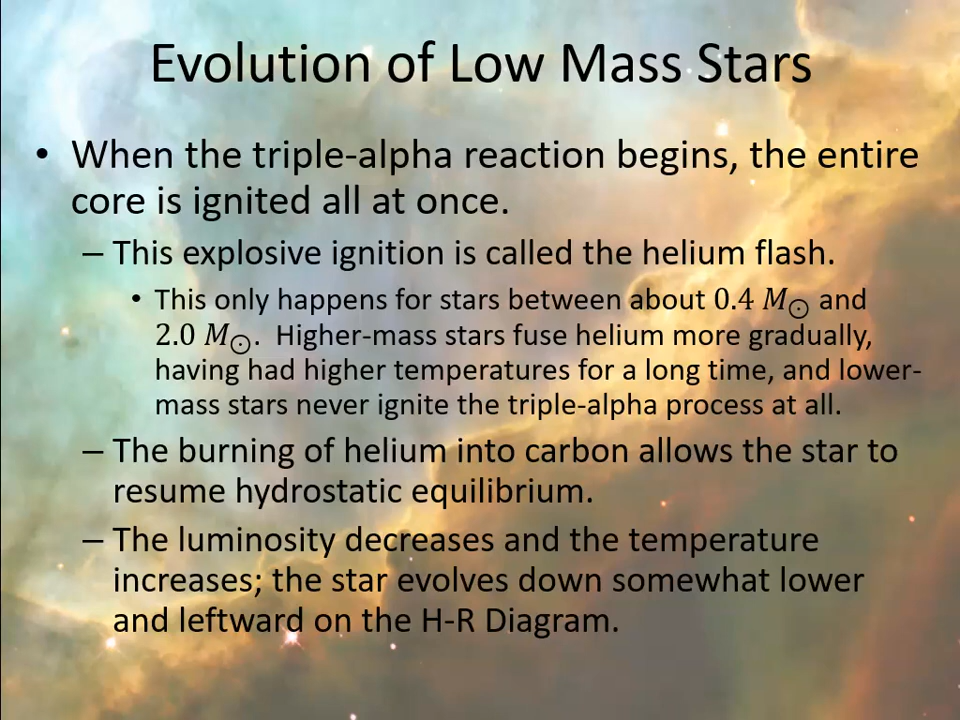 Evolution of Low Mass Stars
• When the triple-alpha reaction begins, the entire
core is ignited all at once.
– This explosive ignition is called the helium flash.
• This only happens for stars between about 0.4 M☉ and
2.0 M☉. Higher-mass stars fuse helium more gradually,
having had higher temperatures for a long time, and lower-
mass stars never ignite the triple-alpha process at all.
– The burning of helium into carbon allows the star to
resume hydrostatic equilibrium.
– The luminosity decreases and the temperature
increases; the star evolves down somewhat lower
and leftward on the H-R Diagram.